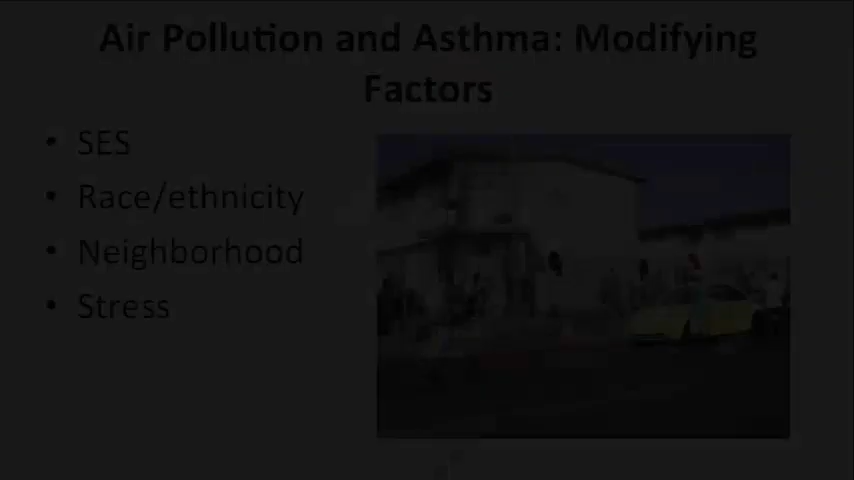 Air Pollution and Asthma: Modifying
Factors
• SES
• Race/ethnicity
• Neighborhood
• Stress